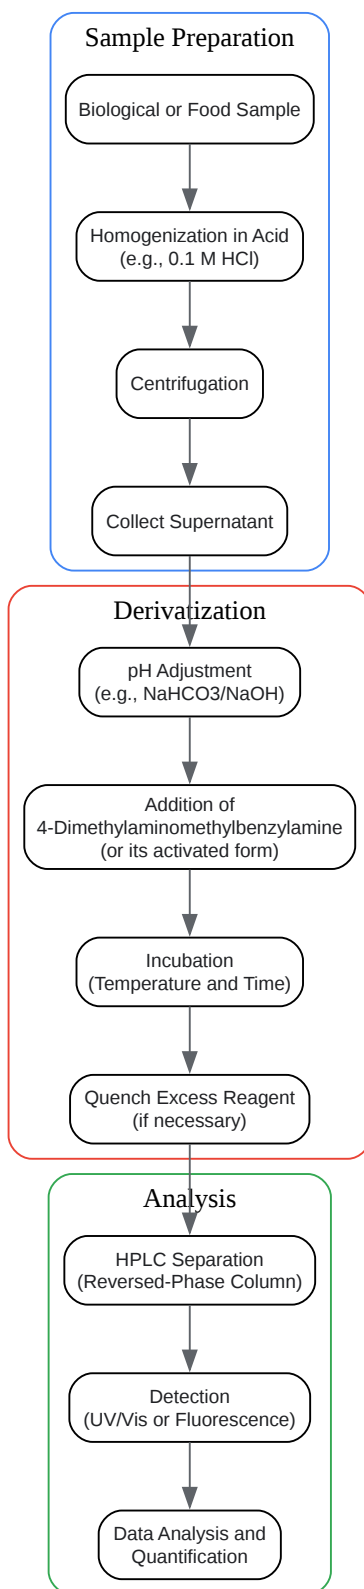 Sample Preparation
Biological or Food Sample
Homogenization in Acid
(e.g., 0.1 M HCl)
Centrifugation
Collect Supernatant
Derivatization
pH Adjustment
(e.g., NaHCO3/NaOH)
Addition of
4-Dimethylaminomethylbenzylamine
(or its activated form)
Incubation
(Temperature and Time)
Quench Excess Reagent
(if necessary)
Analysis
HPLC Separation
(Reversed-Phase Column)
Detection
(UV/Vis or Fluorescence)
Data Analysis and
Quantification